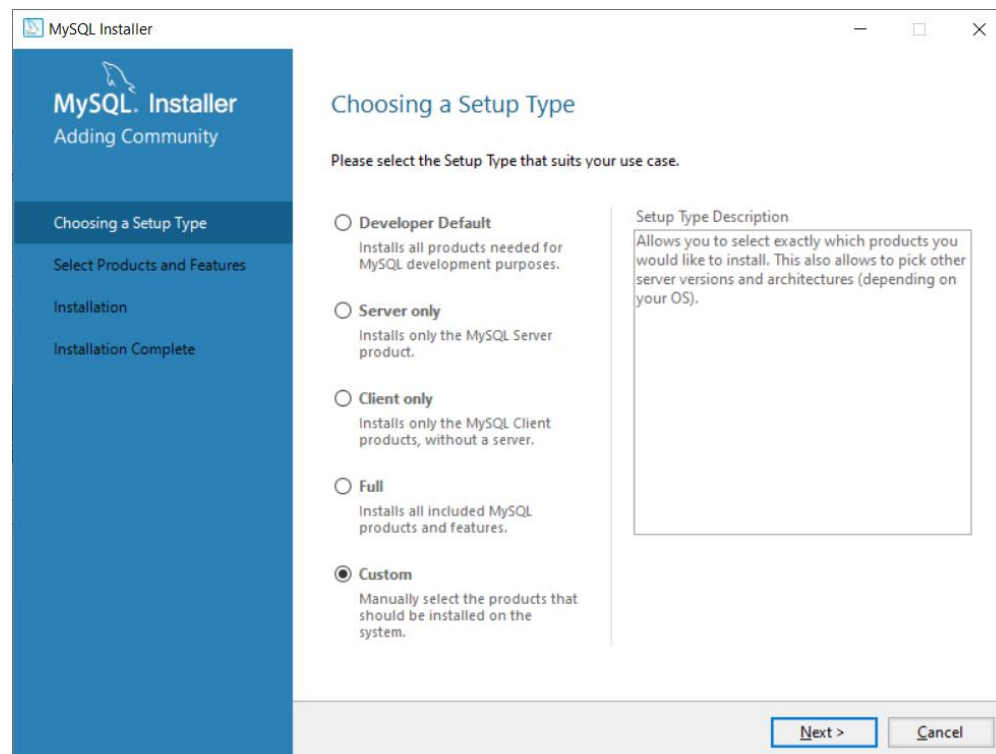 MySQL Installer
MySQL. Installer
Adding Community
Choosing a Setup Type
Select Products and Features
Installation
Installation Complete
Choosing a Setup Type
Please select the Setup Type that suits your use case.
Developer Default
Installs all products needed for
MySQL development purposes.
Server only
Installs only the MySQL Server
product.
Client only
Installs only the MySQL Client
products, without a server.
Full
Installs all included MySQL
products and features.
Custom
Manually select the products that
should be installed on the
system.
Setup Type Description
Allows you to select exactly which products you
would like to install. This also allows to pick other
server versions and architectures (depending on
your OS).
Next >
Cancel